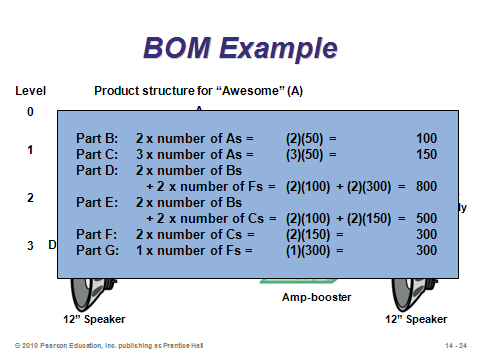 BOM Example
Level Product structure for “Awesome” (A)
0
Part B: 2 x number of As = (2)(50) = 100
1
Part C: 3 x number of As = (3)(50) = 150
Part D: 2 x number of Bs
+ 2 x number of Fs = (2)(100) + (2)(300) = 800
2
Part E: 2 x number of Bs
+ 2 x number of Cs = (2)(100) + (2)(150) = 500
Part F: 2 x number of Cs = (2)(150) = 300
3 D
Part G: 1 x number of Fs = (1)(300) = 300
Amp-booster
12” Speaker 12” Speaker
© 2010 Pearson Education, Inc. publishing as Prentice Hall 14 - 24